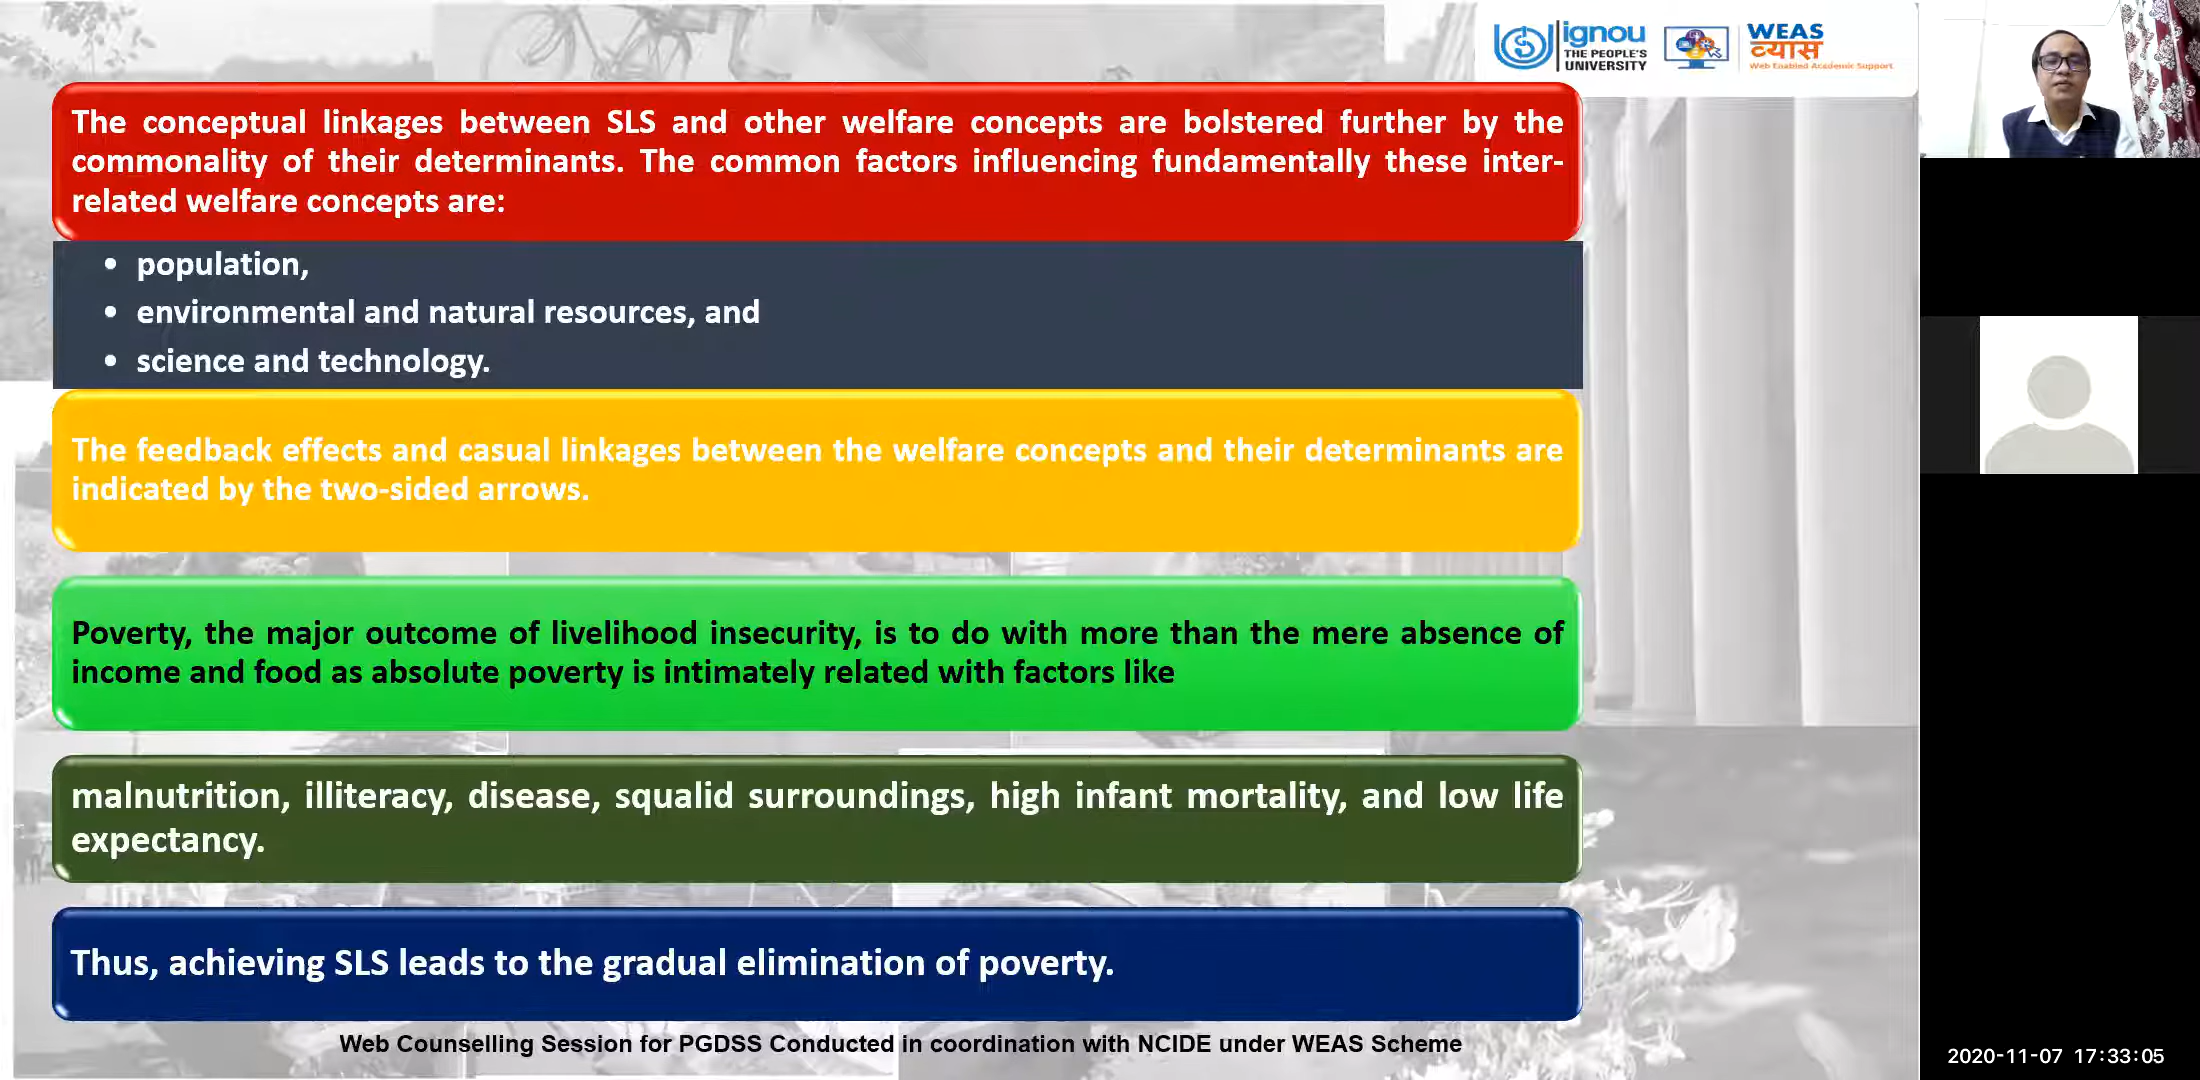 ignou
THE PEOPLE'S
UNIVERSITY
WEAS
व्यास
Web Enabled Academic Support
The conceptual linkages between SLS and other welfare concepts are bolstered further by the
commonality of their determinants. The common factors influencing fundamentally these inter-
related welfare concepts are:
• population,
• environmental and natural resources, and
• science and technology.
The feedback effects and casual linkages between the welfare concepts and their determinants are
indicated by the two-sided arrows.
Poverty, the major outcome of livelihood insecurity, is to do with more than the mere absence of
income and food as absolute poverty is intimately related with factors like
malnutrition, illiteracy, disease, squalid surroundings, high infant mortality, and low life
expectancy.
Thus, achieving SLS leads to the gradual elimination of poverty.
Web Counselling Session for PGDSS Conducted in coordination with NCIDE under WEAS Scheme
2020-11-07 17:33:05